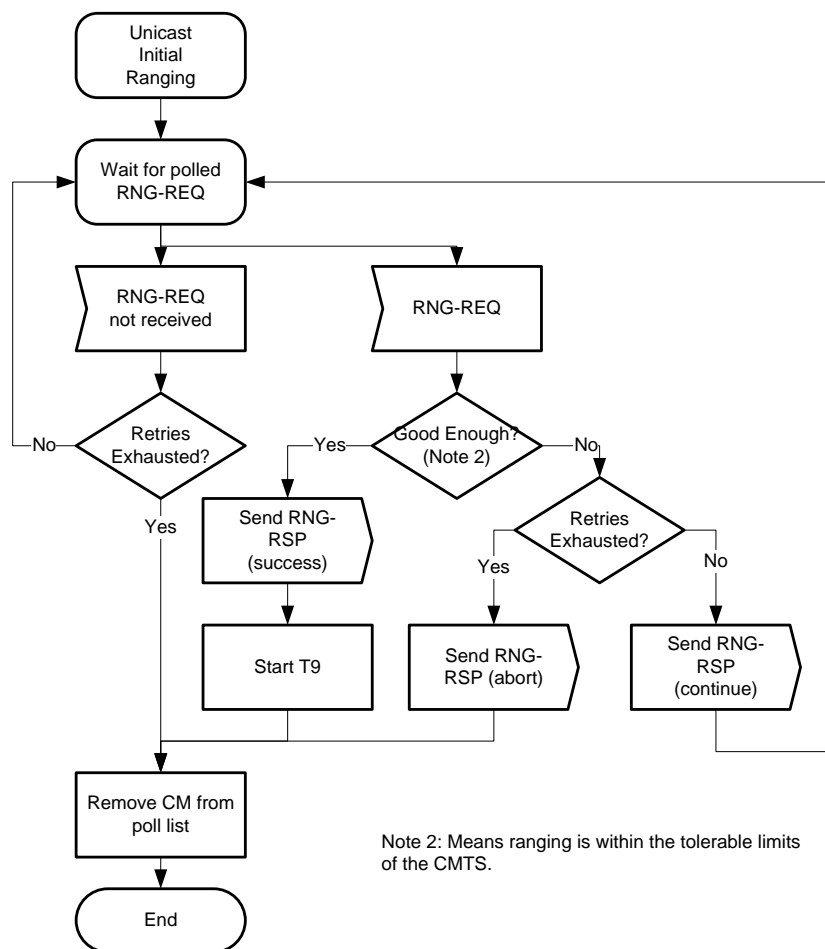 Unicast
Initial
Ranging
Wait for polled
RNG-REQ
RNG-REQ
not received
RNG-REQ
Retries
Exhausted?
No
Yes
Good Enough?
(Note 2)
Yes
No
Send RNG-
RSP
(success)
Retries
Exhausted?
Yes
No
Start T9
Send RNG-
RSP (abort)
Send RNG-
RSP
(continue)
Remove CM from
poll list
Note 2: Means ranging is within the tolerable limits
of the CMTS.
End